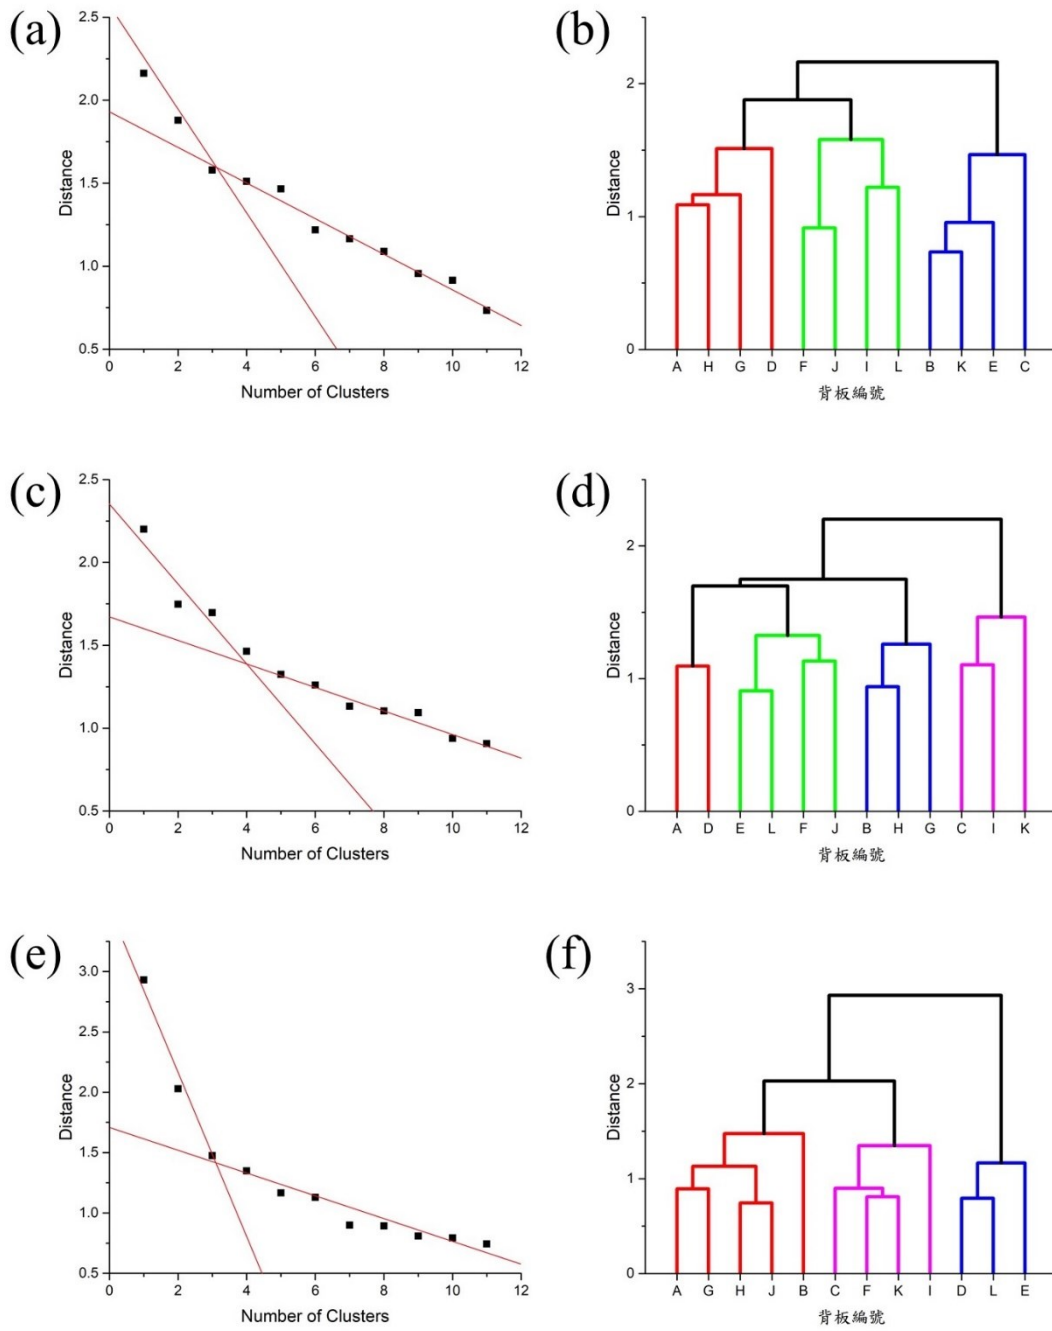 (a)
2.5
2.0
1.5
1.0
0.5
Distance
0 2 4 6 8 10 12
Number of Clusters
(b)
2
1
0
Distance
A H G D F J I L B K E C
背板編號
(c)
2.5
2.0
1.5
1.0
0.5
Distance
0 2 4 6 8 10 12
Number of Clusters
(d)
2
1
0
Distance
A D E L F J B H G C I K
背板編號
(e)
3.0
2.5
2.0
1.5
1.0
0.5
Distance
0 2 4 6 8 10 12
Number of Clusters
(f)
3
2
1
0
Distance
A G H J B C F K I D L E
背板編號